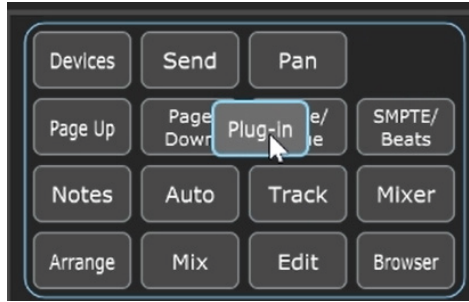 Devices
Send
Pan
Page Up
Page
Down
Plug-In
SMPTE/
Beats
Notes
Auto
Track
Mixer
Arrange
Mix
Edit
Browser